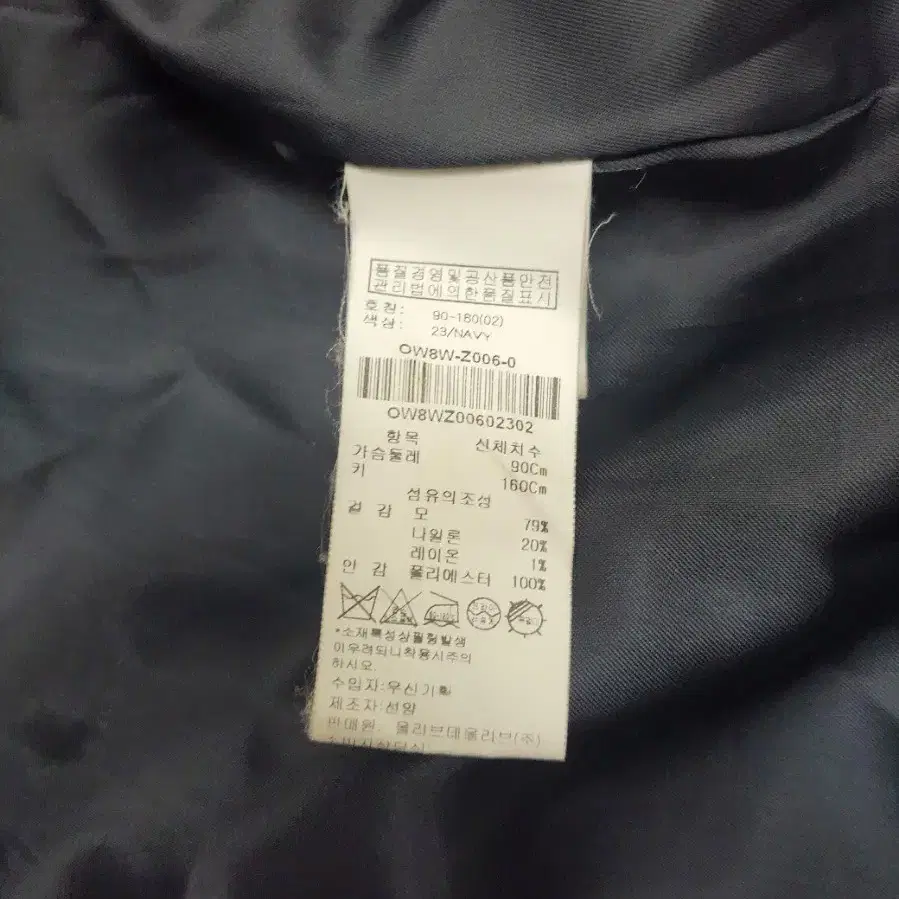 품질경영및공산품안전
관리법에의한품질표시
호칭: 90-160(02)
색상: 23/NAVY
OW8W-Z006-0
OW8WZ00602302
항목 신체치수
가슴둘레 90Cm
키 160Cm
섬유의조성
겉감 모 79%
나일론 20%
레이온 1%
안감 폴리에스터 100%
*소재특성상필링발생
이우려되니착용시주의
하시오.
수입자:우신기획
제조자:선양
판매원. 올리브데올리브(주)